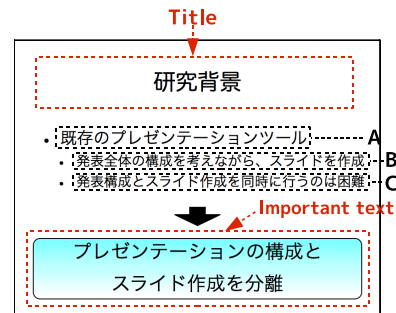 Title
研究背景
• 既存のプレゼンテーションツール A
• 発表全体の構成を考えながら、スライドを作成 B
• 発表構成とスライド作成を同時に行うのは困難 C
Important text
プレゼンテーションの構成と
スライド作成を分離